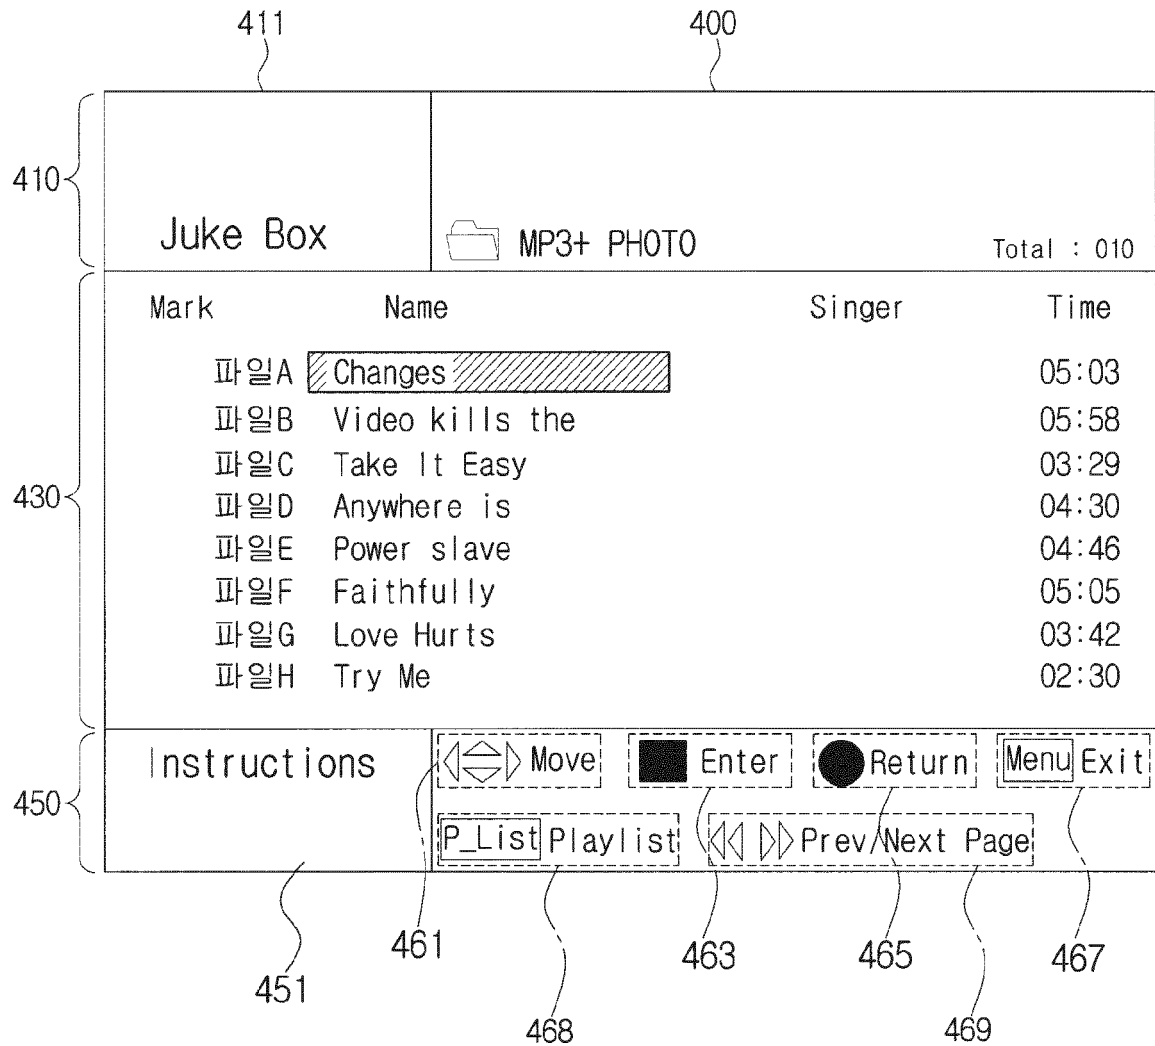 411 400
410
Juke Box MP3+ PHOTO Total : 010
Mark Name Singer Time
파일A Changes 05:03
파일B Video kills the 05:58
파일C Take It Easy 03:29
430
파일D Anywhere is 04:30
파일E Power slave 04:46
파일F Faithfully 05:05
파일G Love Hurts 03:42
파일H Try Me 02:30
Instructions Move Enter Return Menu Exit
450
P_List Playlist Prev/Next Page
461 463 465 467
451
468 469